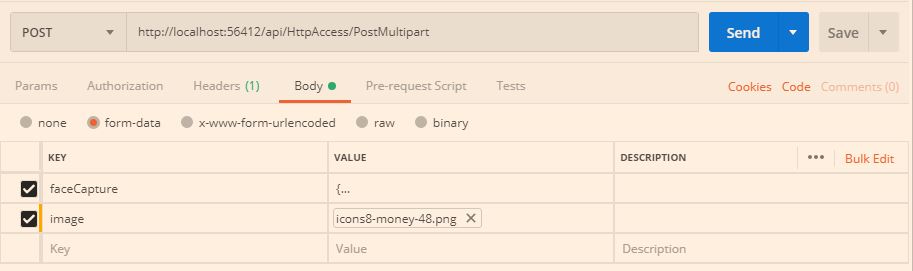 POST http://localhost:56412/api/HttpAccess/PostMultipart Send Save
Params Authorization Headers (1) Body Pre-request Script Tests Cookies Code Comments (0)
none form-data x-www-form-urlencoded raw binary
KEY VALUE DESCRIPTION ••• Bulk Edit
faceCapture {...
image icons8-money-48.png ✕
Key Value Description